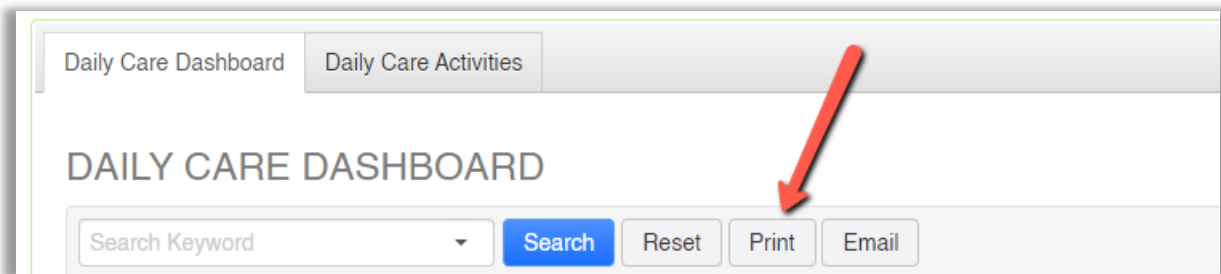 Daily Care Dashboard Daily Care Activities
DAILY CARE DASHBOARD
Search Keyword Search Reset Print Email